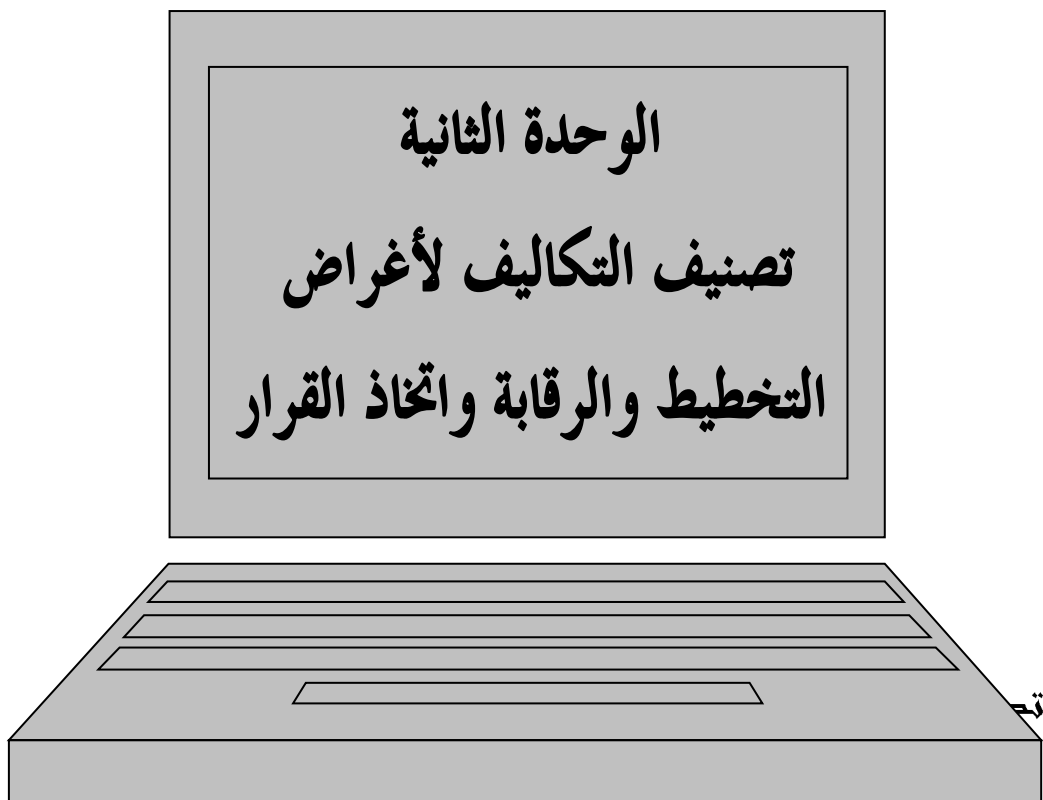 الوحدة الثانية
تصنيف التكاليف لأغراض
التخطيط والرقابة واتخاذ القرار